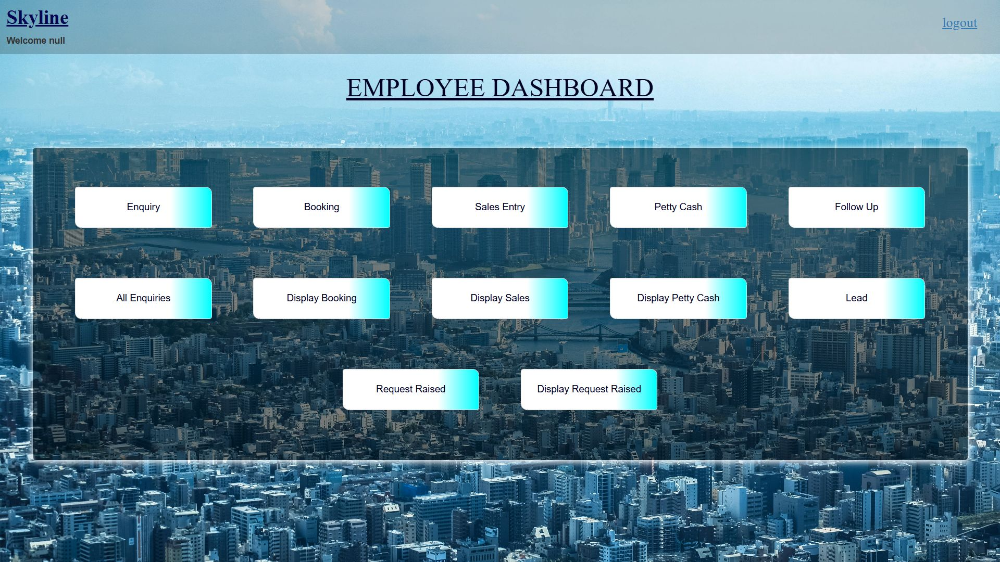 Skyline
logout
Welcome null
EMPLOYEE DASHBOARD
Enquiry
Booking
Sales Entry
Petty Cash
Follow Up
All Enquiries
Display Booking
Display Sales
Display Petty Cash
Lead
Request Raised
Display Request Raised